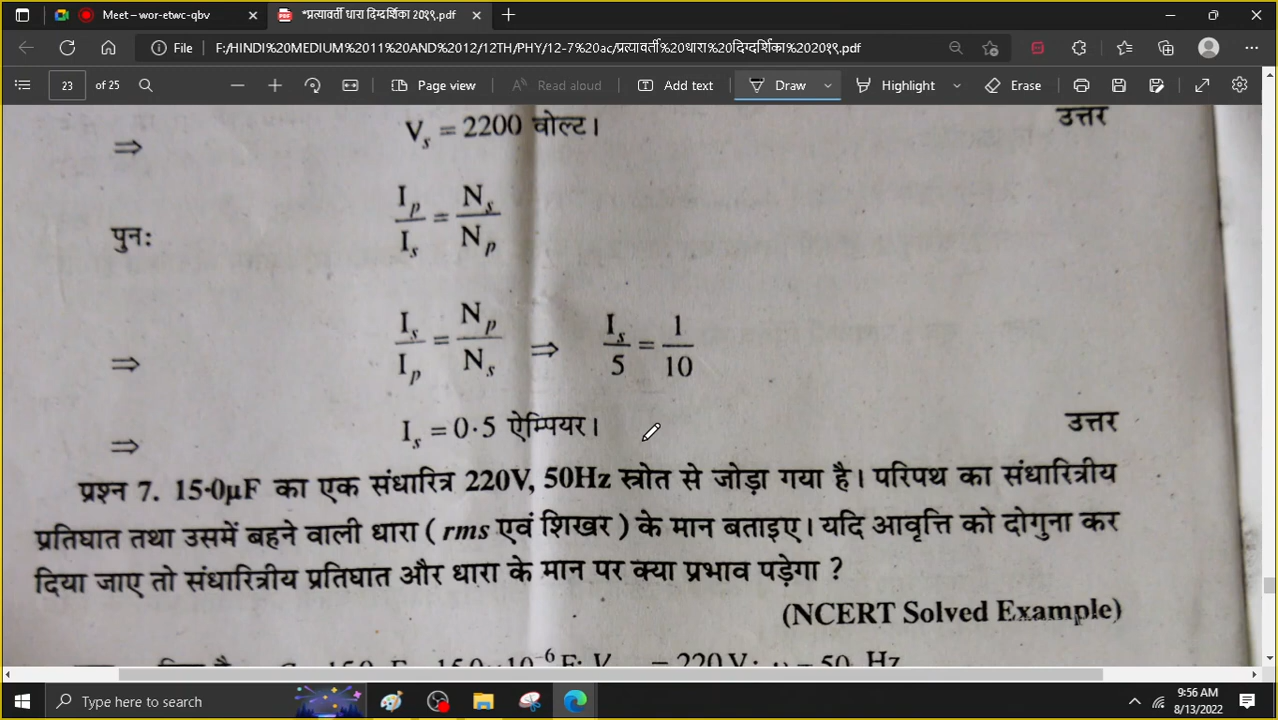 Meet – wor-etwc-qbv
*प्रत्यावर्ती धारा दिग्दर्शिका 20१९.pdf
File F:/HINDI%20MEDIUM%2011%20AND%2012/12TH/PHY/12-7%20ac/प्रत्यावर्ती%20धारा%20दिग्दर्शिका%2020१९.pdf
23 of 25 Page view Read aloud Add text Draw Highlight Erase
⇒ Vs = 2200 वोल्ट। उत्तर
पुनः Ip/Is = Ns/Np
⇒ Is/Ip = Np/Ns ⇒ Is/5 = 1/10
⇒ Is = 0·5 ऐम्पियर। उत्तर
प्रश्न 7. 15·0μF का एक संधारित्र 220V, 50Hz स्त्रोत से जोड़ा गया है। परिपथ का संधारित्रीय
प्रतिघात तथा उसमें बहने वाली धारा ( rms एवं शिखर ) के मान बताइए। यदि आवृत्ति को दोगुना कर
दिया जाए तो संधारित्रीय प्रतिघात और धारा के मान पर क्या प्रभाव पड़ेगा ?
(NCERT Solved Example)
Type here to search
9:56 AM
8/13/2022